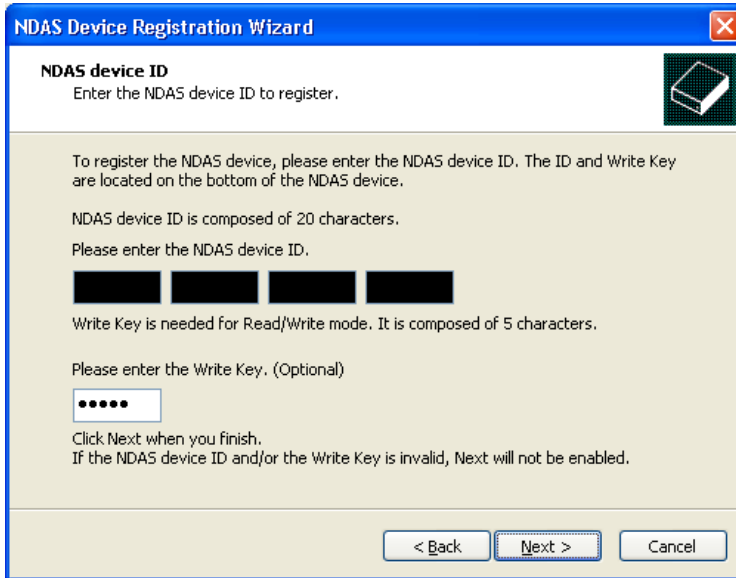 NDAS Device Registration Wizard
NDAS device ID
Enter the NDAS device ID to register.
To register the NDAS device, please enter the NDAS device ID. The ID and Write Key
are located on the bottom of the NDAS device.
NDAS device ID is composed of 20 characters.
Please enter the NDAS device ID.
Write Key is needed for Read/Write mode. It is composed of 5 characters.
Please enter the Write Key. (Optional)
•••••
Click Next when you finish.
If the NDAS device ID and/or the Write Key is invalid, Next will not be enabled.
< Back Next > Cancel